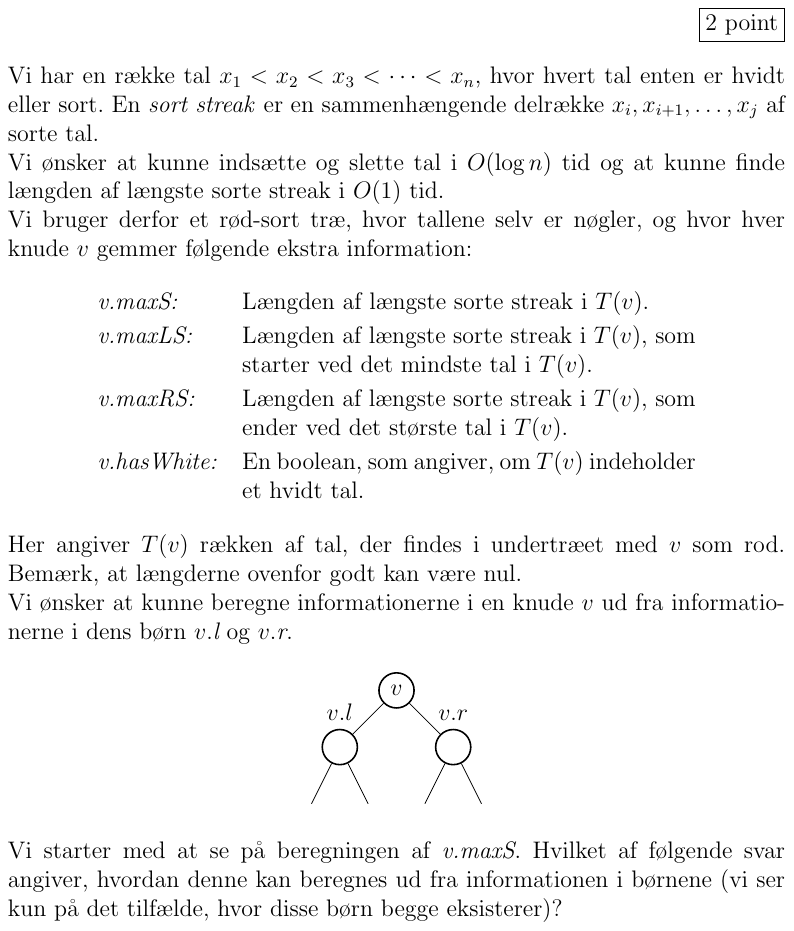 2 point
Vi har en række tal x₁ < x₂ < x₃ < ··· < xₙ, hvor hvert tal enten er hvidt
eller sort. En sort streak er en sammenhængende delrække xᵢ, xᵢ₊₁, ..., xⱼ af
sorte tal.
Vi ønsker at kunne indsætte og slette tal i O(log n) tid og at kunne finde
længden af længste sorte streak i O(1) tid.
Vi bruger derfor et rød-sort træ, hvor tallene selv er nøgler, og hvor hver
knude v gemmer følgende ekstra information:
v.maxS: Længden af længste sorte streak i T(v).
v.maxLS: Længden af længste sorte streak i T(v), som
starter ved det mindste tal i T(v).
v.maxRS: Længden af længste sorte streak i T(v), som
ender ved det største tal i T(v).
v.hasWhite: En boolean, som angiver, om T(v) indeholder
et hvidt tal.
Her angiver T(v) rækken af tal, der findes i undertræet med v som rod.
Bemærk, at længderne ovenfor godt kan være nul.
Vi ønsker at kunne beregne informationerne i en knude v ud fra informatio-
nerne i dens børn v.l og v.r.
v
v.l v.r
Vi starter med at se på beregningen af v.maxS. Hvilket af følgende svar
angiver, hvordan denne kan beregnes ud fra informationen i børnene (vi ser
kun på det tilfælde, hvor disse børn begge eksisterer)?